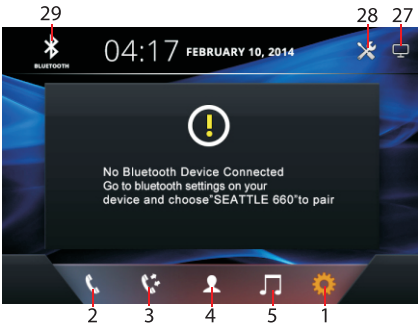 29 28 27
04:17 FEBRUARY 10, 2014
BLUETOOTH
No Bluetooth Device Connected
Go to bluetooth settings on your
device and choose"SEATTLE 660"to pair
2 3 4 5 1